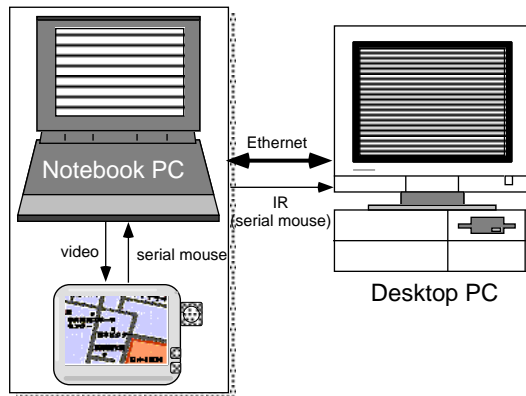 Ethernet
Notebook PC
IR
(serial mouse)
video
serial mouse
Desktop PC